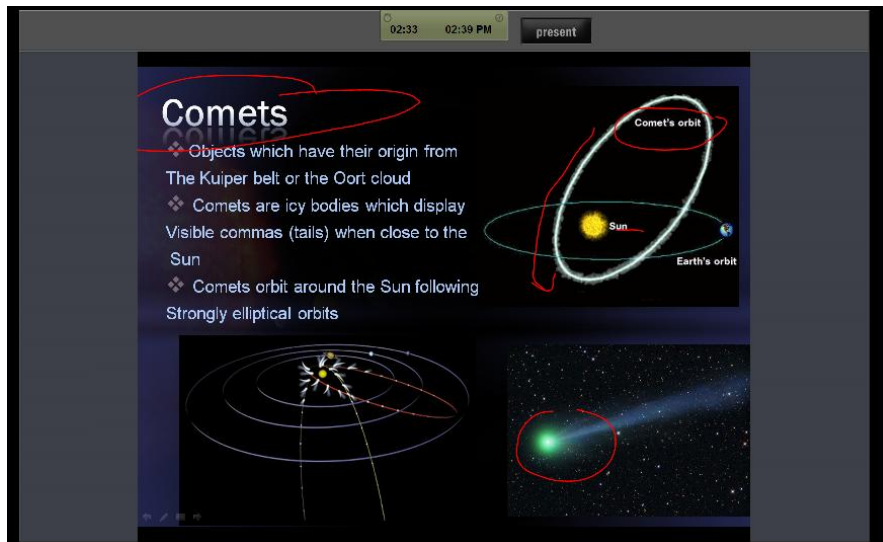 02:33 02:39 PM
present
Comets
Objects which have their origin from
The Kuiper belt or the Oort cloud
Comets are icy bodies which display
Visible commas (tails) when close to the
Sun
Comets orbit around the Sun following
Strongly elliptical orbits
Comet's orbit
Sun
Earth's orbit